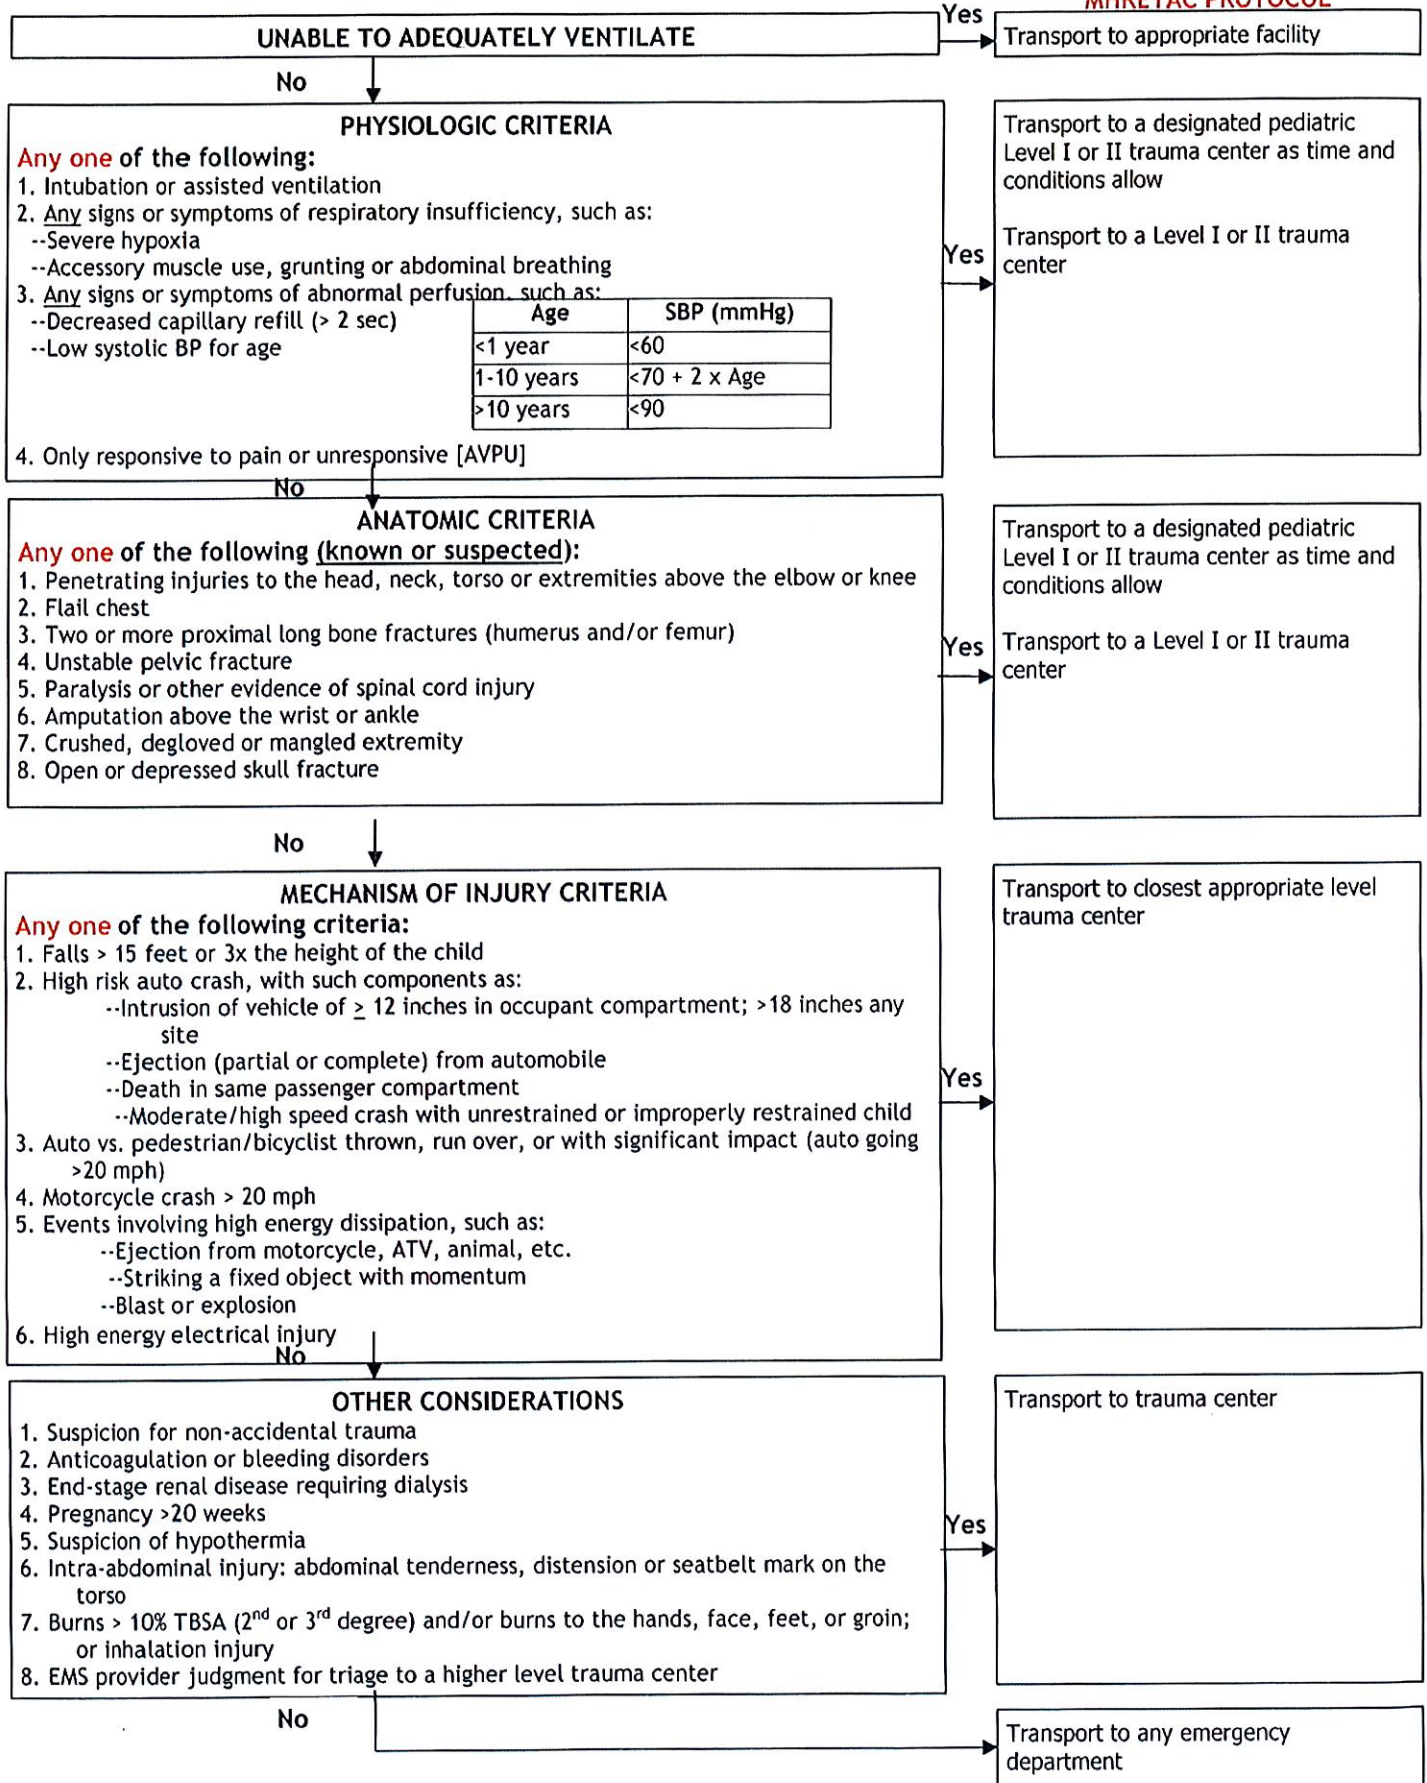 MHRETAC PROTOCOL
UNABLE TO ADEQUATELY VENTILATE
Yes
Transport to appropriate facility
No
PHYSIOLOGIC CRITERIA
Any one of the following:
1. Intubation or assisted ventilation
2. Any signs or symptoms of respiratory insufficiency, such as:
--Severe hypoxia
--Accessory muscle use, grunting or abdominal breathing
3. Any signs or symptoms of abnormal perfusion, such as:
--Decreased capillary refill (> 2 sec)
--Low systolic BP for age
Age SBP (mmHg)
<1 year <60
1-10 years <70 + 2 x Age
>10 years <90
4. Only responsive to pain or unresponsive [AVPU]
Yes
Transport to a designated pediatric
Level I or II trauma center as time and
conditions allow
Transport to a Level I or II trauma
center
No
ANATOMIC CRITERIA
Any one of the following (known or suspected):
1. Penetrating injuries to the head, neck, torso or extremities above the elbow or knee
2. Flail chest
3. Two or more proximal long bone fractures (humerus and/or femur)
4. Unstable pelvic fracture
5. Paralysis or other evidence of spinal cord injury
6. Amputation above the wrist or ankle
7. Crushed, degloved or mangled extremity
8. Open or depressed skull fracture
Yes
Transport to a designated pediatric
Level I or II trauma center as time and
conditions allow
Transport to a Level I or II trauma
center
No
MECHANISM OF INJURY CRITERIA
Any one of the following criteria:
1. Falls > 15 feet or 3x the height of the child
2. High risk auto crash, with such components as:
--Intrusion of vehicle of ≥ 12 inches in occupant compartment; >18 inches any
site
--Ejection (partial or complete) from automobile
--Death in same passenger compartment
--Moderate/high speed crash with unrestrained or improperly restrained child
3. Auto vs. pedestrian/bicyclist thrown, run over, or with significant impact (auto going
>20 mph)
4. Motorcycle crash > 20 mph
5. Events involving high energy dissipation, such as:
--Ejection from motorcycle, ATV, animal, etc.
--Striking a fixed object with momentum
--Blast or explosion
6. High energy electrical injury
Yes
Transport to closest appropriate level
trauma center
No
OTHER CONSIDERATIONS
1. Suspicion for non-accidental trauma
2. Anticoagulation or bleeding disorders
3. End-stage renal disease requiring dialysis
4. Pregnancy >20 weeks
5. Suspicion of hypothermia
6. Intra-abdominal injury: abdominal tenderness, distension or seatbelt mark on the
torso
7. Burns > 10% TBSA (2nd or 3rd degree) and/or burns to the hands, face, feet, or groin;
or inhalation injury
8. EMS provider judgment for triage to a higher level trauma center
Yes
Transport to trauma center
No
Transport to any emergency
department